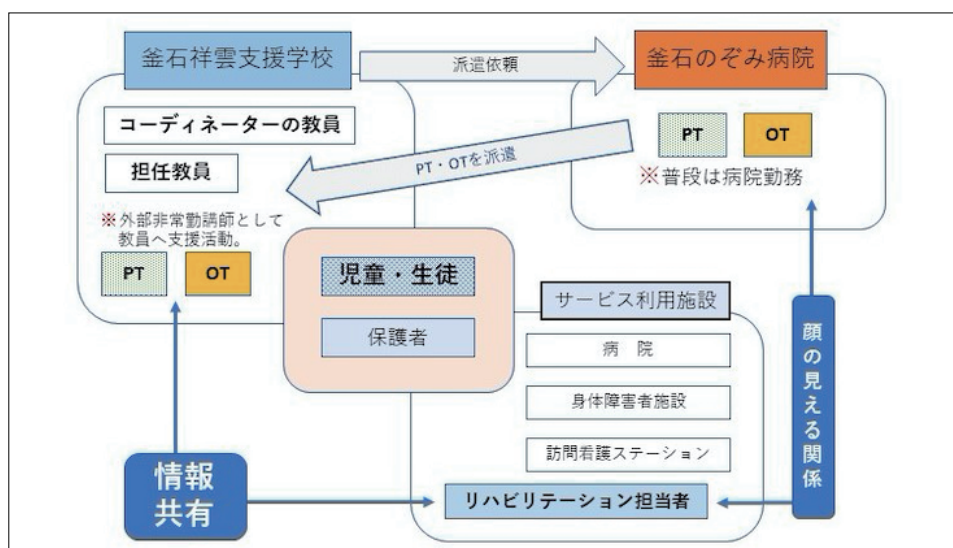 釜石祥雲支援学校
派遣依頼
釜石のぞみ病院
コーディネーターの教員
担任教員
PT・OTを派遣
PT
OT
※普段は病院勤務
※外部非常勤講師として
教員へ支援活動。
PT
OT
児童・生徒
保護者
サービス利用施設
病　院
身体障害者施設
訪問看護ステーション
リハビリテーション担当者
顔の見える関係
情報
共有